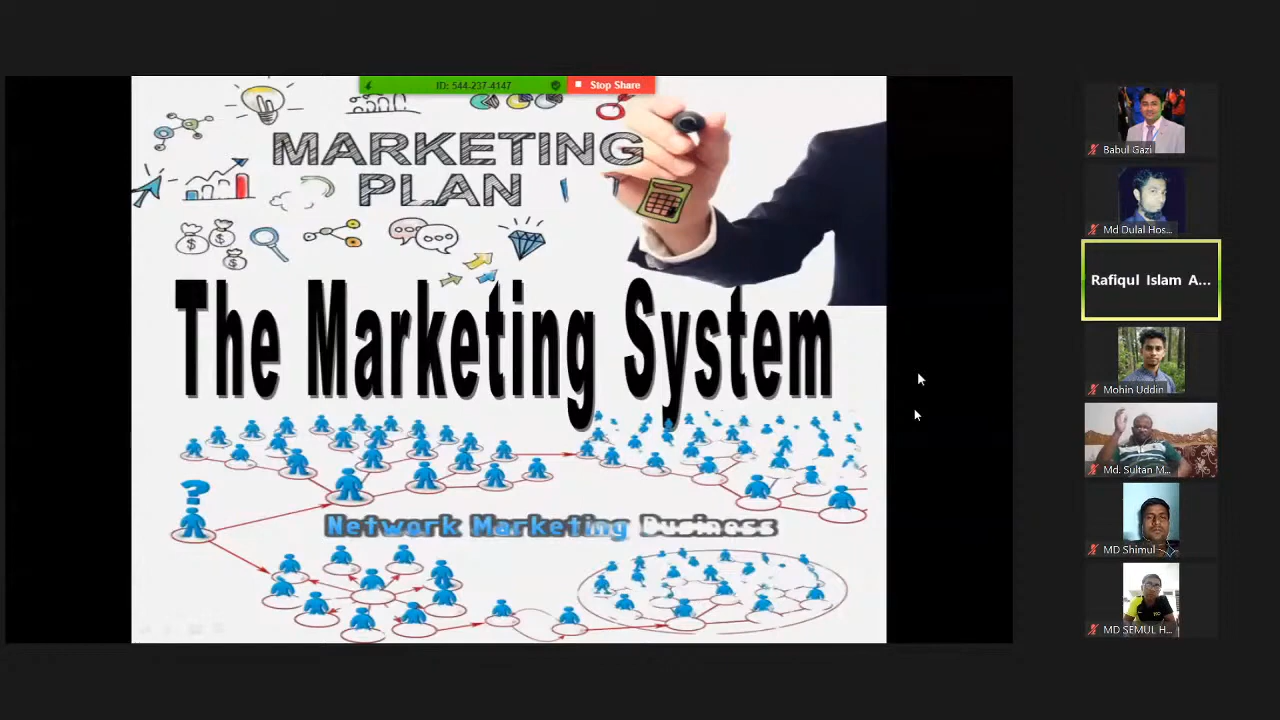 ID: 544-237-4147
Stop Share
MARKETING
PLAN
The Marketing System
?
Network Marketing Business
Babul Gazi
Md Dulal Hos...
Rafiqul Islam A...
Mohin Uddin
Md. Sultan M...
MD Shimul
MD SEMUL H...